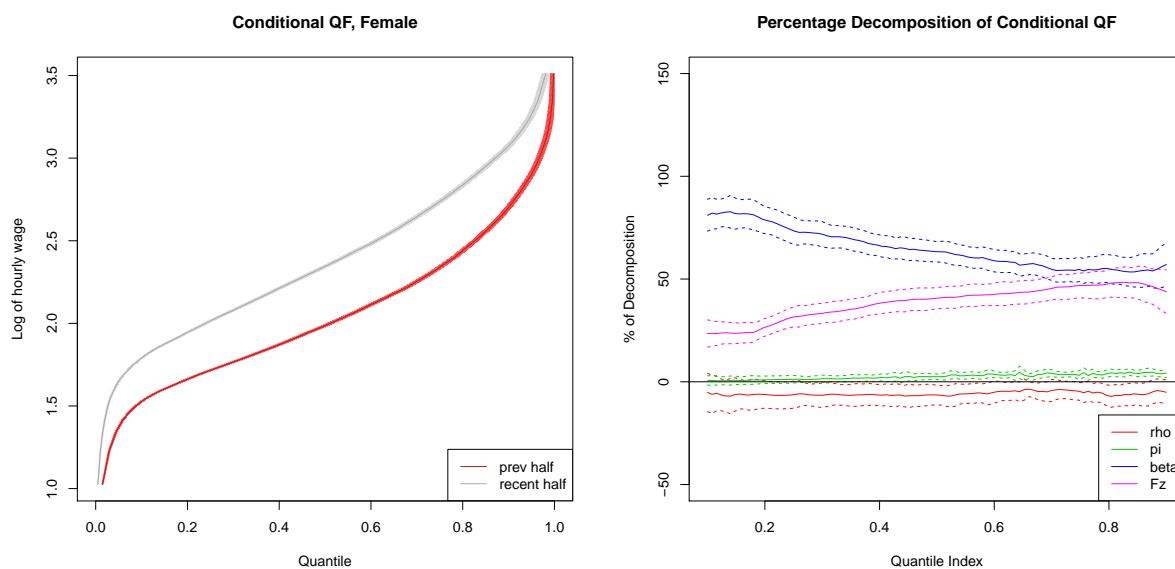 Conditional QF, Female
Log of hourly wage
3.5
3.0
2.5
2.0
1.5
1.0
0.0
0.2
0.4
0.6
0.8
1.0
Quantile
prev half
recent half
Percentage Decomposition of Conditional QF
% of Decomposition
150
100
50
0
−50
0.2
0.4
0.6
0.8
Quantile Index
rho
pi
beta
Fz